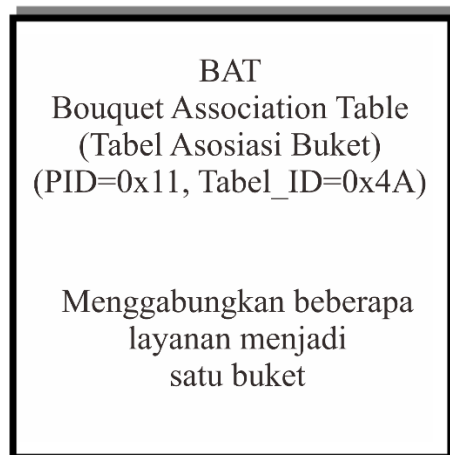 BAT
Bouquet Association Table
(Tabel Asosiasi Buket)
(PID=0x11, Tabel_ID=0x4A)
Menggabungkan beberapa
layanan menjadi
satu buket